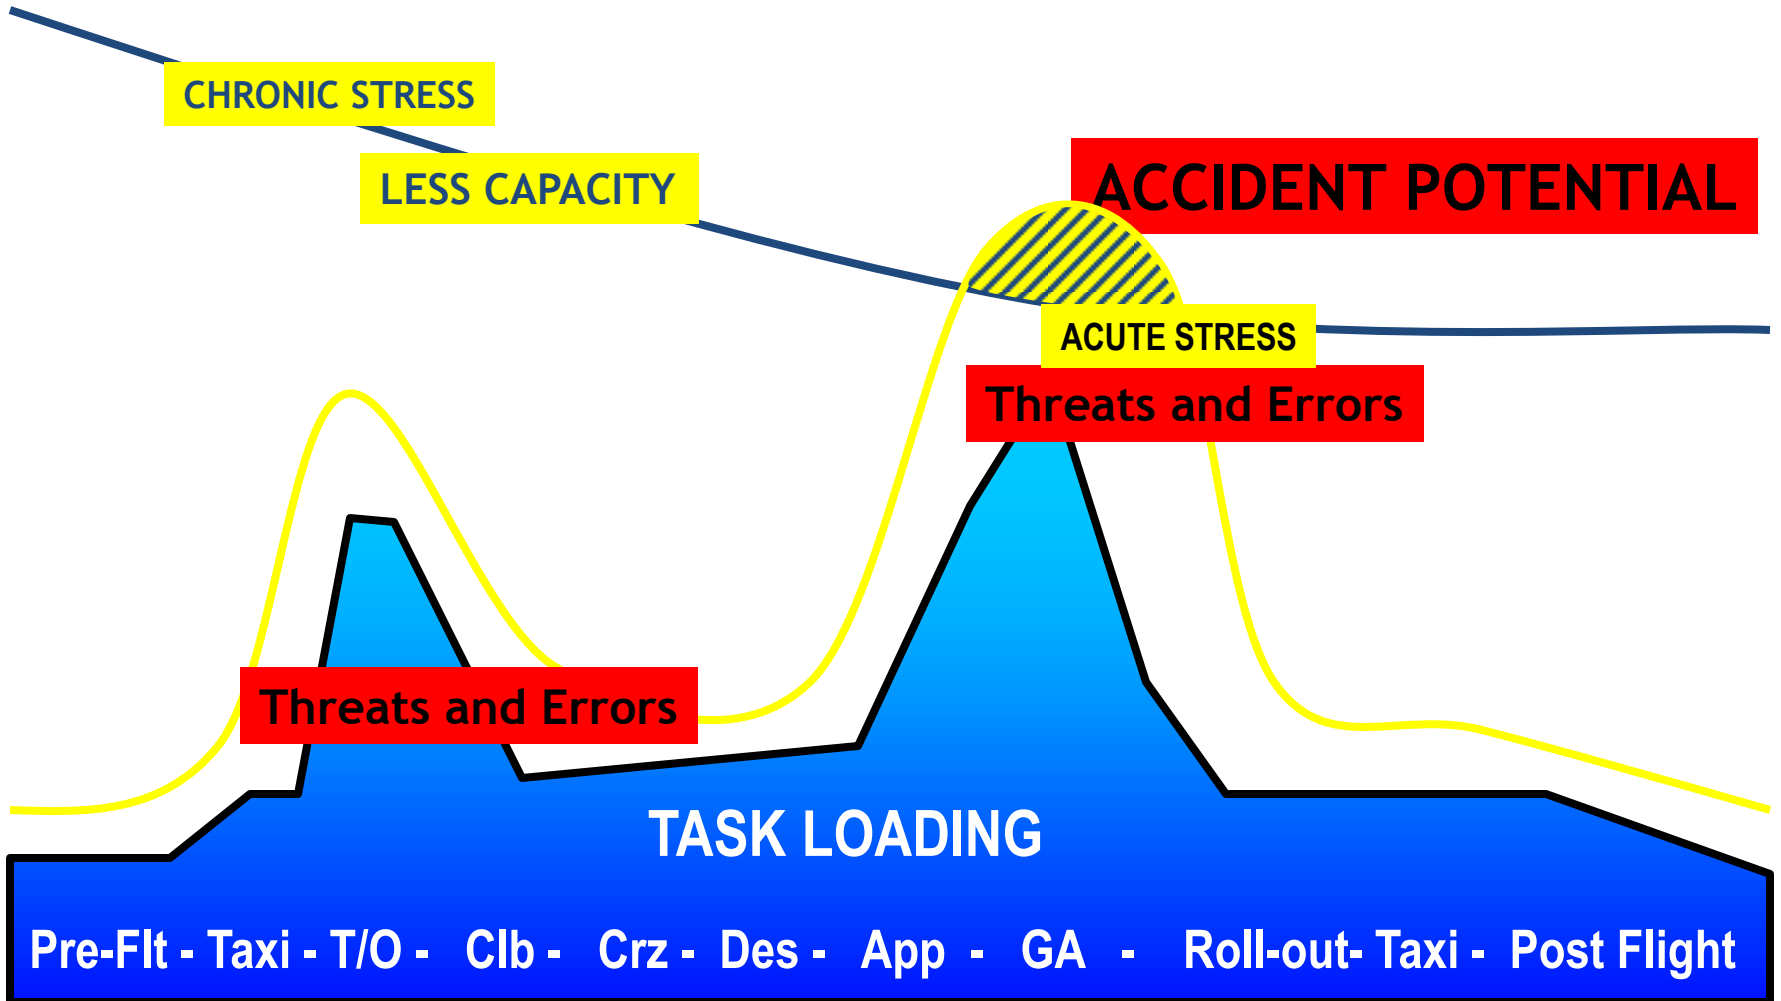 CHRONIC STRESS
LESS CAPACITY
ACCIDENT POTENTIAL
ACUTE STRESS
Threats and Errors
Threats and Errors
TASK LOADING
Pre-Flt - Taxi - T/O - Clb - Crz - Des - App - GA - Roll-out- Taxi - Post Flight